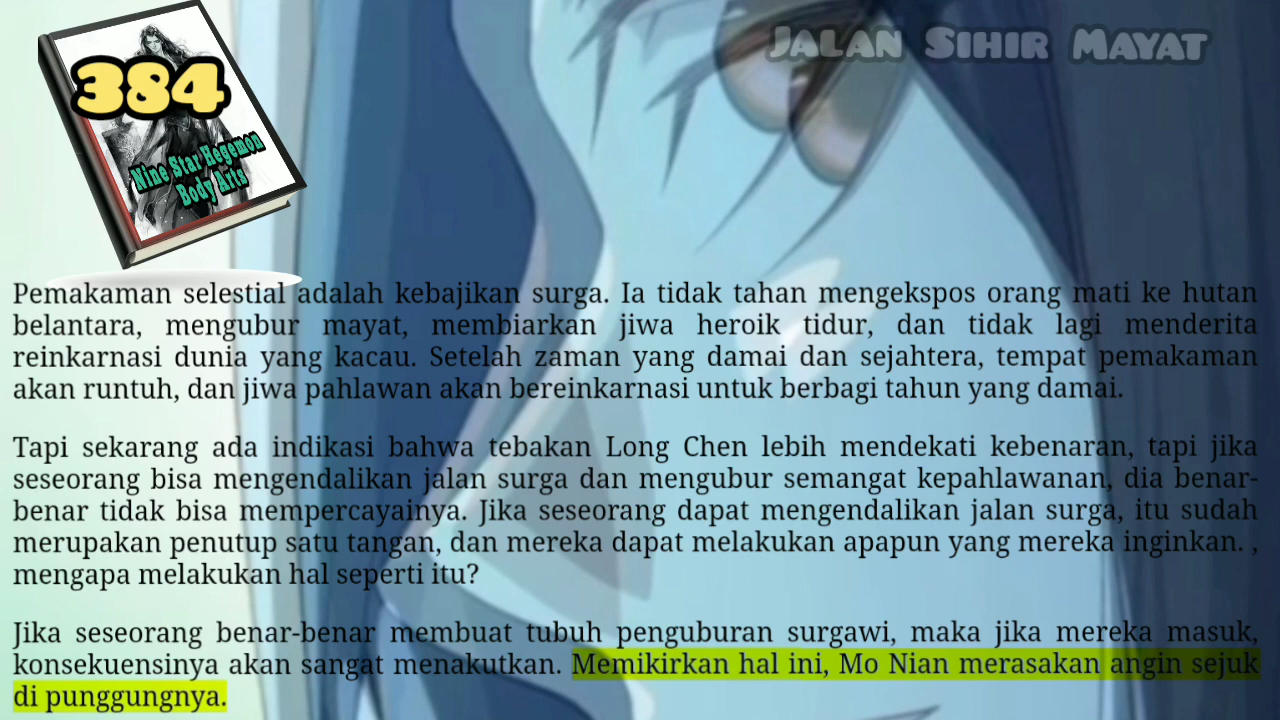 JALAN SIHIR MAYAT
384
Nine Star Hegemon
Body Arts
Pemakaman selestial adalah kebajikan surga. Ia tidak tahan mengekspos orang mati ke hutan
belantara, mengubur mayat, membiarkan jiwa heroik tidur, dan tidak lagi menderita
reinkarnasi dunia yang kacau. Setelah zaman yang damai dan sejahtera, tempat pemakaman
akan runtuh, dan jiwa pahlawan akan bereinkarnasi untuk berbagi tahun yang damai.
Tapi sekarang ada indikasi bahwa tebakan Long Chen lebih mendekati kebenaran, tapi jika
seseorang bisa mengendalikan jalan surga dan mengubur semangat kepahlawanan, dia benar-
benar tidak bisa mempercayainya. Jika seseorang dapat mengendalikan jalan surga, itu sudah
merupakan penutup satu tangan, dan mereka dapat melakukan apapun yang mereka inginkan. ,
mengapa melakukan hal seperti itu?
Jika seseorang benar-benar membuat tubuh penguburan surgawi, maka jika mereka masuk,
konsekuensinya akan sangat menakutkan. Memikirkan hal ini, Mo Nian merasakan angin sejuk
di punggungnya.